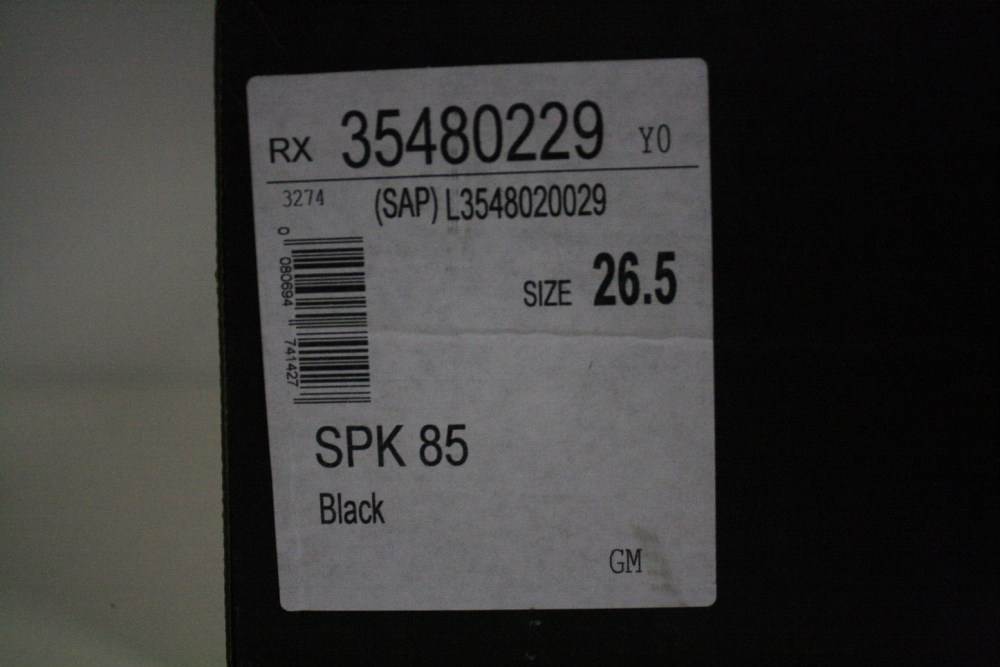 RX 35480229 Y0
3274 (SAP) L3548020029
0 080694 741427
SIZE 26.5
SPK 85
Black
GM